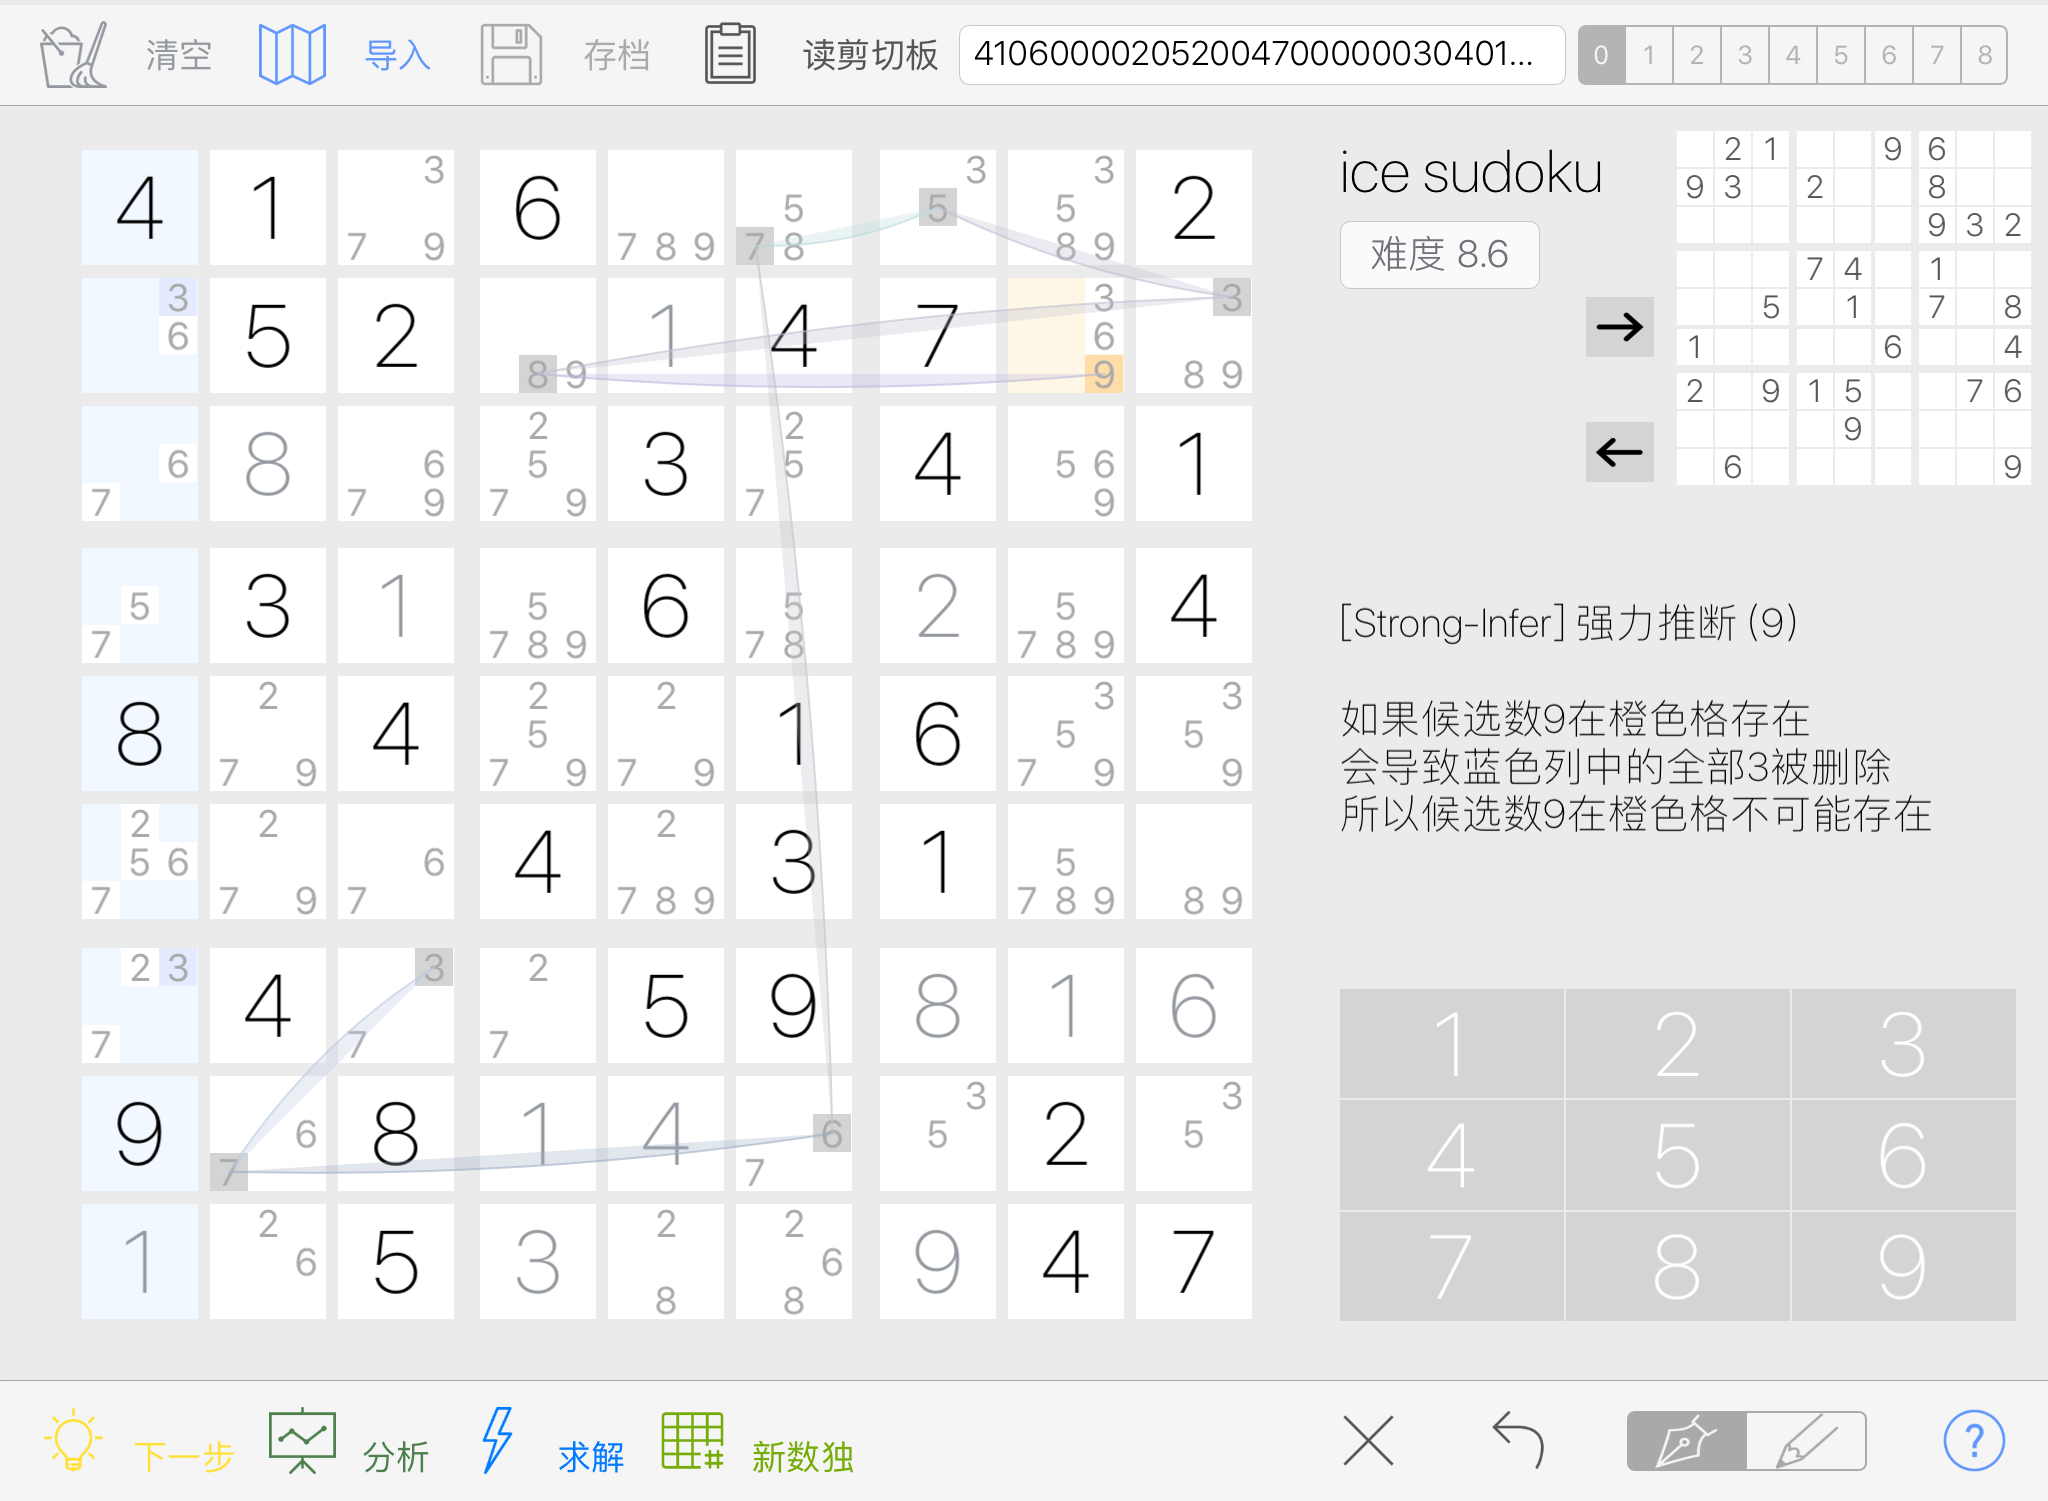 清空 导入 存档 读剪切板 41060000205200470000003040​1... 0 1 2 3 4 5 6 7 8
ice sudoku
难度 8.6
2 1 9 6
9 3 2 8
9 3 2
7 4 1
5 1 7 8
1 6 4
2 9 1 5 7 6
9
6 9
4 1 3 7 9 6 7 8 9 5 7 8 3 5 3 5 8 9 2
3 6 5 2 8 9 1 4 7 3 6 9 3 8 9
6 7 8 6 7 9 2 5 7 9 3 2 5 7 4 5 6 9 1
5 7 3 1 5 7 8 9 6 5 7 8 2 5 7 8 9 4
8 2 7 9 4 2 5 7 9 2 7 9 1 6 3 5 7 9 3 5 9
2 5 6 7 2 7 9 6 7 4 2 7 8 9 3 1 5 7 8 9 8 9
2 3 7 4 3 7 2 7 5 9 8 1 6
9 6 7 8 1 4 6 7 3 5 2 3 5
1 2 6 5 3 2 8 2 6 8 9 4 7
[Strong-Infer] 强力推断 (9)
如果候选数9在橙色格存在
会导致蓝色列中的全部3被删除
所以候选数9在橙色格不可能存在
1 2 3
4 5 6
7 8 9
下一步 分析 求解 新数独 ?